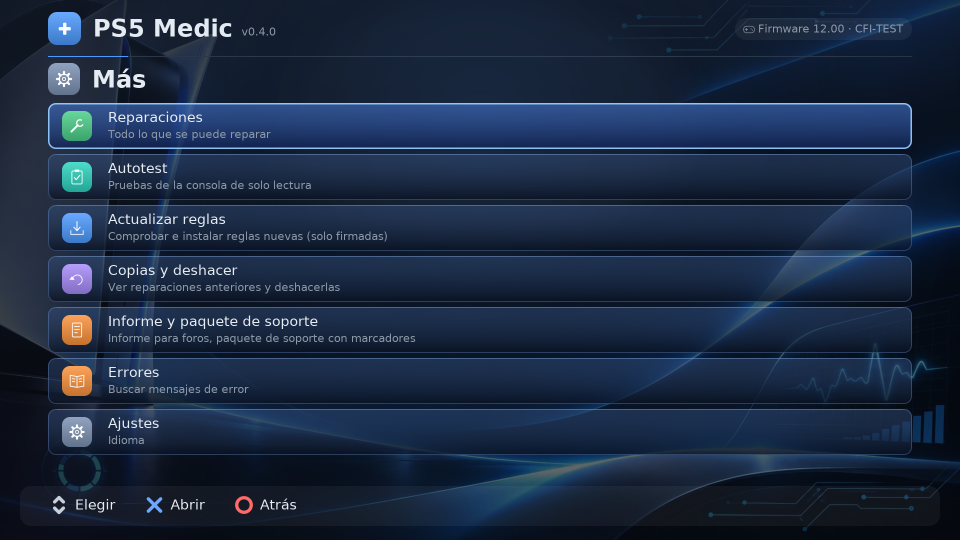 PS5 Medic v0.4.0
Firmware 12.00 · CFI-TEST
Más
Reparaciones
Todo lo que se puede reparar
Autotest
Pruebas de la consola de solo lectura
Actualizar reglas
Comprobar e instalar reglas nuevas (solo firmadas)
Copias y deshacer
Ver reparaciones anteriores y deshacerlas
Informe y paquete de soporte
Informe para foros, paquete de soporte con marcadores
Errores
Buscar mensajes de error
Ajustes
Idioma
Elegir Abrir Atrás